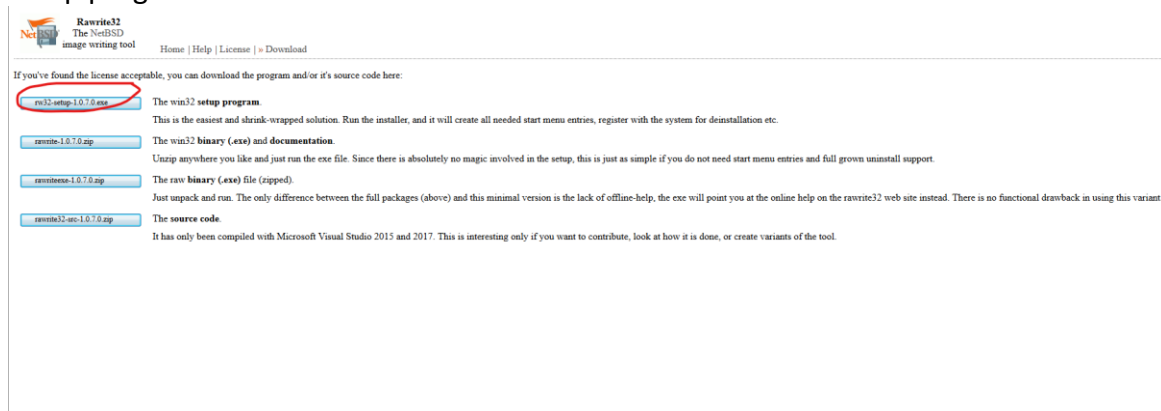 Rawrite32
The NetBSD
image writing tool
NetBSD
Home | Help | License | » Download
If you've found the license acceptable, you can download the program and/or it's source code here:
rw32-setup-1.0.7.0.exe
The win32 setup program.
This is the easiest and shrink-wrapped solution. Run the installer, and it will create all needed start menu entries, register with the system for deinstallation etc.
rawrite-1.0.7.0.zip
The win32 binary (.exe) and documentation.
Unzip anywhere you like and just run the exe file. Since there is absolutely no magic involved in the setup, this is just as simple if you do not need start menu entries and full grown uninstall support.
rawriteexe-1.0.7.0.zip
The raw binary (.exe) file (zipped).
Just unpack and run. The only difference between the full packages (above) and this minimal version is the lack of offline-help, the exe will point you at the online help on the rawrite32 web site instead. There is no functional drawback in using this variant
rawrite32-src-1.0.7.0.zip
The source code.
It has only been compiled with Microsoft Visual Studio 2015 and 2017. This is interesting only if you want to contribute, look at how it is done, or create variants of the tool.